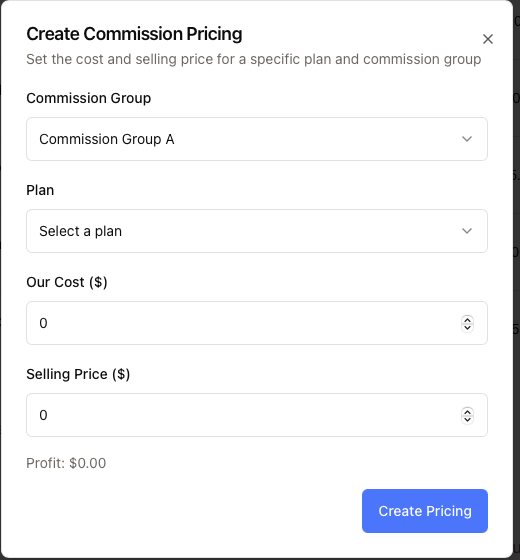 Create Commission Pricing
Set the cost and selling price for a specific plan and commission group
Commission Group
Commission Group A
Plan
Select a plan
Our Cost ($)
0
Selling Price ($)
0
Profit: $0.00
Create Pricing